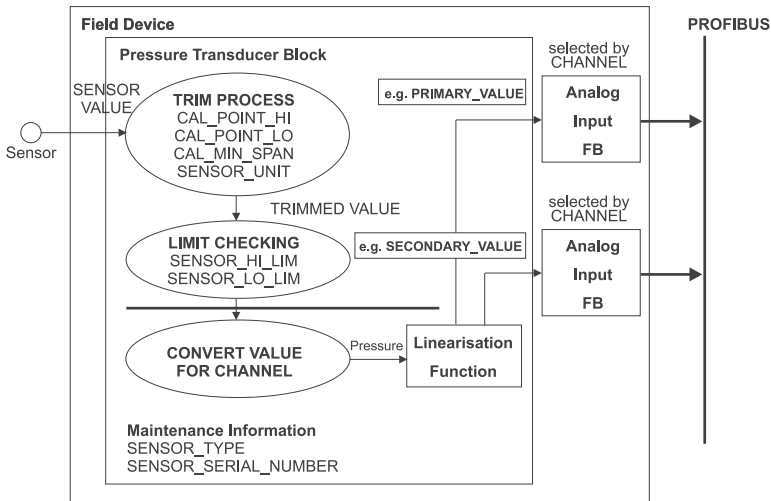 Field Device
PROFIBUS
Pressure Transducer Block
selected by
CHANNEL
SENSOR
VALUE
TRIM PROCESS
CAL_POINT_HI
CAL_POINT_LO
CAL_MIN_SPAN
SENSOR_UNIT
e.g. PRIMARY_VALUE
Analog
Input
FB
Sensor
TRIMMED VALUE
selected by
CHANNEL
LIMIT CHECKING
SENSOR_HI_LIM
SENSOR_LO_LIM
e.g. SECONDARY_VALUE
Analog
Input
FB
CONVERT VALUE
FOR CHANNEL
Pressure
Linearisation
Function
Maintenance Information
SENSOR_TYPE
SENSOR_SERIAL_NUMBER